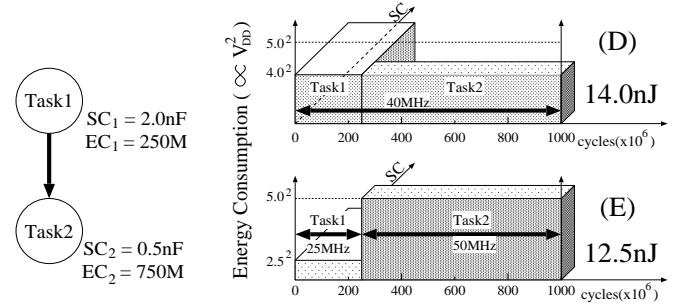 Task1
SC₁ = 2.0nF
EC₁ = 250M
Task2
SC₂ = 0.5nF
EC₂ = 750M
Energy Consumption ( ∝ V²DD )
5.0²
4.0²
SC
Task1
Task2
40MHz
0 200 400 600 800 1000 cycles(x10⁶)
(D)
14.0nJ
5.0²
2.5²
SC
Task1
Task2
25MHz
50MHz
0 200 400 600 800 1000 cycles(x10⁶)
(E)
12.5nJ